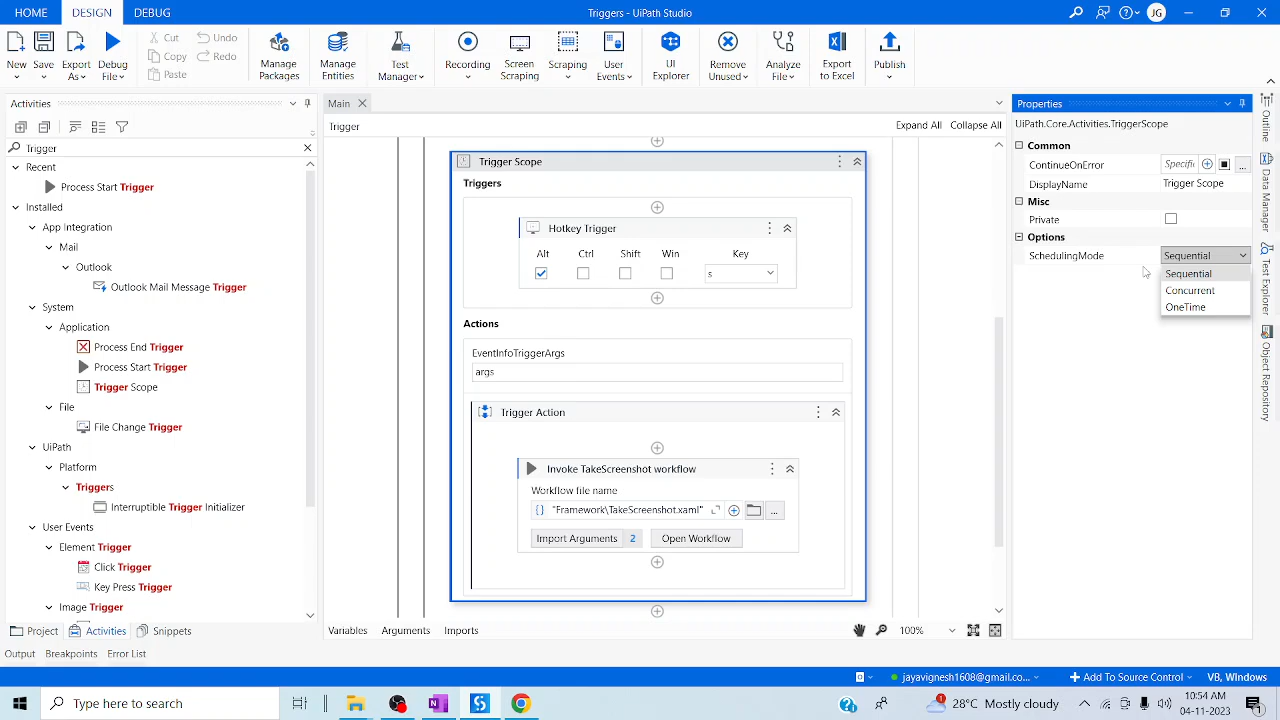 HOME DESIGN DEBUG Triggers - UiPath Studio JG
New Save Export As Debug File Cut Copy Paste Undo Redo Manage Packages Manage Entities Test Manager Recording Screen Scraping Scraping User Events UI Explorer Remove Unused Analyze File Export to Excel Publish
Activities
Trigger
Recent
Process Start Trigger
Installed
App Integration
Mail
Outlook
Outlook Mail Message Trigger
System
Application
Process End Trigger
Process Start Trigger
Trigger Scope
File
File Change Trigger
UiPath
Platform
Triggers
Interruptible Trigger Initializer
User Events
Element Trigger
Click Trigger
Key Press Trigger
Image Trigger
Project Activities Snippets
Main
Trigger Expand All Collapse All
Trigger Scope
Triggers
Hotkey Trigger
Alt Ctrl Shift Win Key
s
Actions
EventInfoTriggerArgs
args
Trigger Action
Invoke TakeScreenshot workflow
Workflow file name
"Framework\TakeScreenshot.xaml" ...
Import Arguments 2 Open Workflow
Variables Arguments Imports 100%
Properties
UiPath.Core.Activities.TriggerScope
Common
ContinueOnError Specifi ...
DisplayName Trigger Scope
Misc
Private
Options
SchedulingMode Sequential
Sequential
Concurrent
OneTime
Outline
Data Manager
Test Explorer
Object Repository
Output Breakpoints Error List
jayavignesh1608@gmail.co... Add To Source Control VB, Windows
Type here to search 28°C Mostly cloudy 10:54 AM
04-11-2023